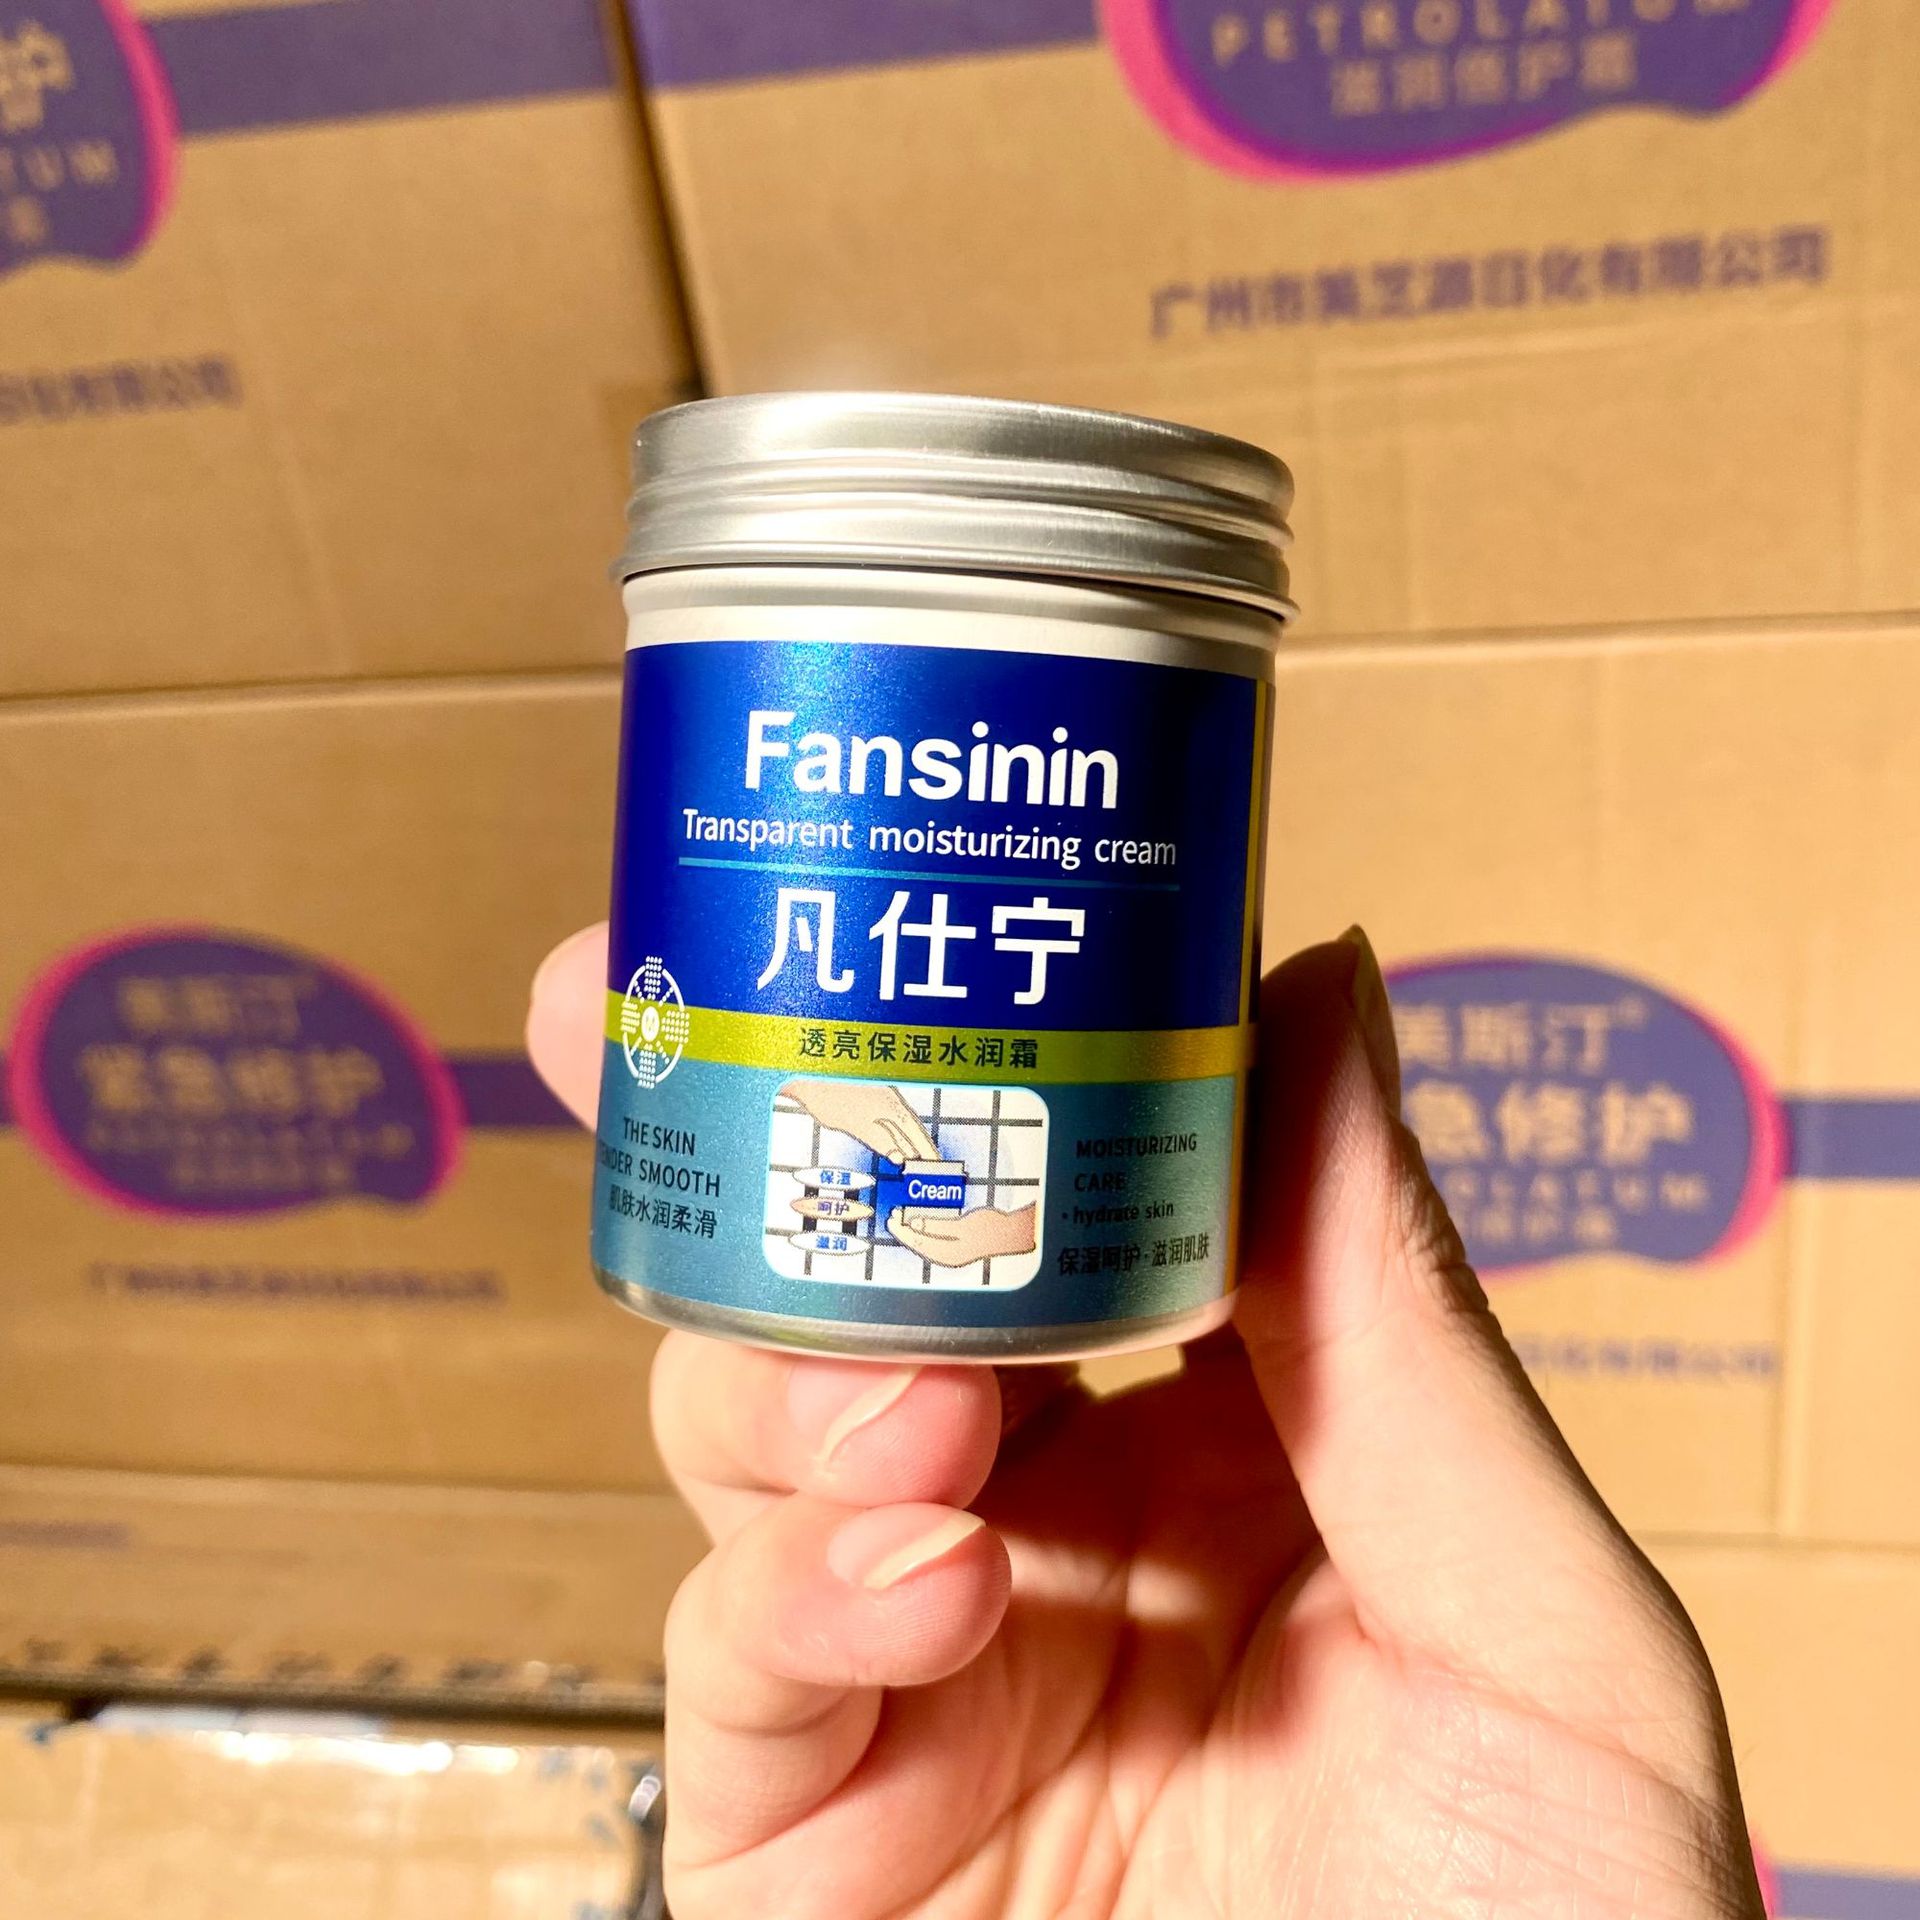 PETROLATUM
滋润修护霜
广州市美芝源日化有限公司
Fansinin
Transparent moisturizing cream
凡仕宁
透亮保湿水润霜
THE SKIN
SMOOTH
肌肤水润柔滑
保湿
呵护
滋润
Cream
MOISTURIZING
CARE
• hydrate skin
保湿呵护·滋润肌肤
美斯汀
紧急修护
美斯汀
急修护